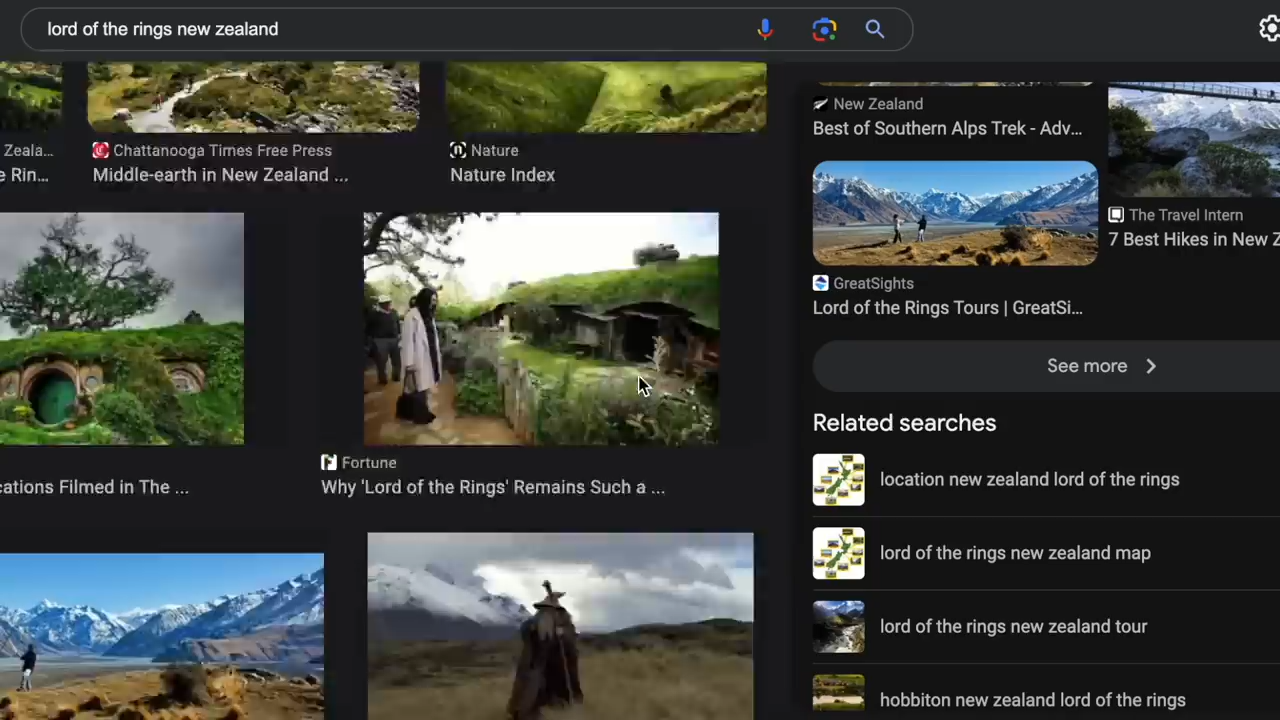 lord of the rings new zealand
Zeala...
e Rin...
Chattanooga Times Free Press
Middle-earth in New Zealand ...
Nature
Nature Index
New Zealand
Best of Southern Alps Trek - Adv...
The Travel Intern
7 Best Hikes in New Z
GreatSights
Lord of the Rings Tours | GreatSi...
See more
cations Filmed in The ...
Fortune
Why 'Lord of the Rings' Remains Such a ...
Related searches
location new zealand lord of the rings
lord of the rings new zealand map
lord of the rings new zealand tour
hobbiton new zealand lord of the rings